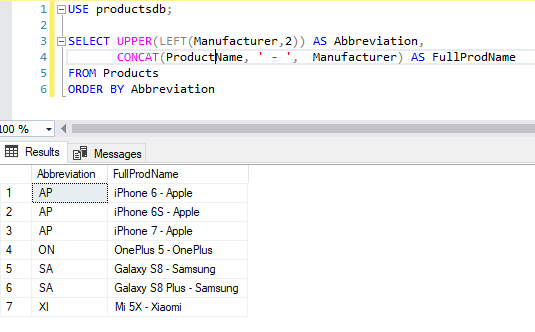 1 USE productsdb;
2
3 SELECT UPPER(LEFT(Manufacturer,2)) AS Abbreviation,
4 CONCAT(ProductName, ' - ', Manufacturer) AS FullProdName
5 FROM Products
6 ORDER BY Abbreviation
100 %
Results Messages
Abbreviation FullProdName
1 AP iPhone 6 - Apple
2 AP iPhone 6S - Apple
3 AP iPhone 7 - Apple
4 ON OnePlus 5 - OnePlus
5 SA Galaxy S8 - Samsung
6 SA Galaxy S8 Plus - Samsung
7 XI Mi 5X - Xiaomi